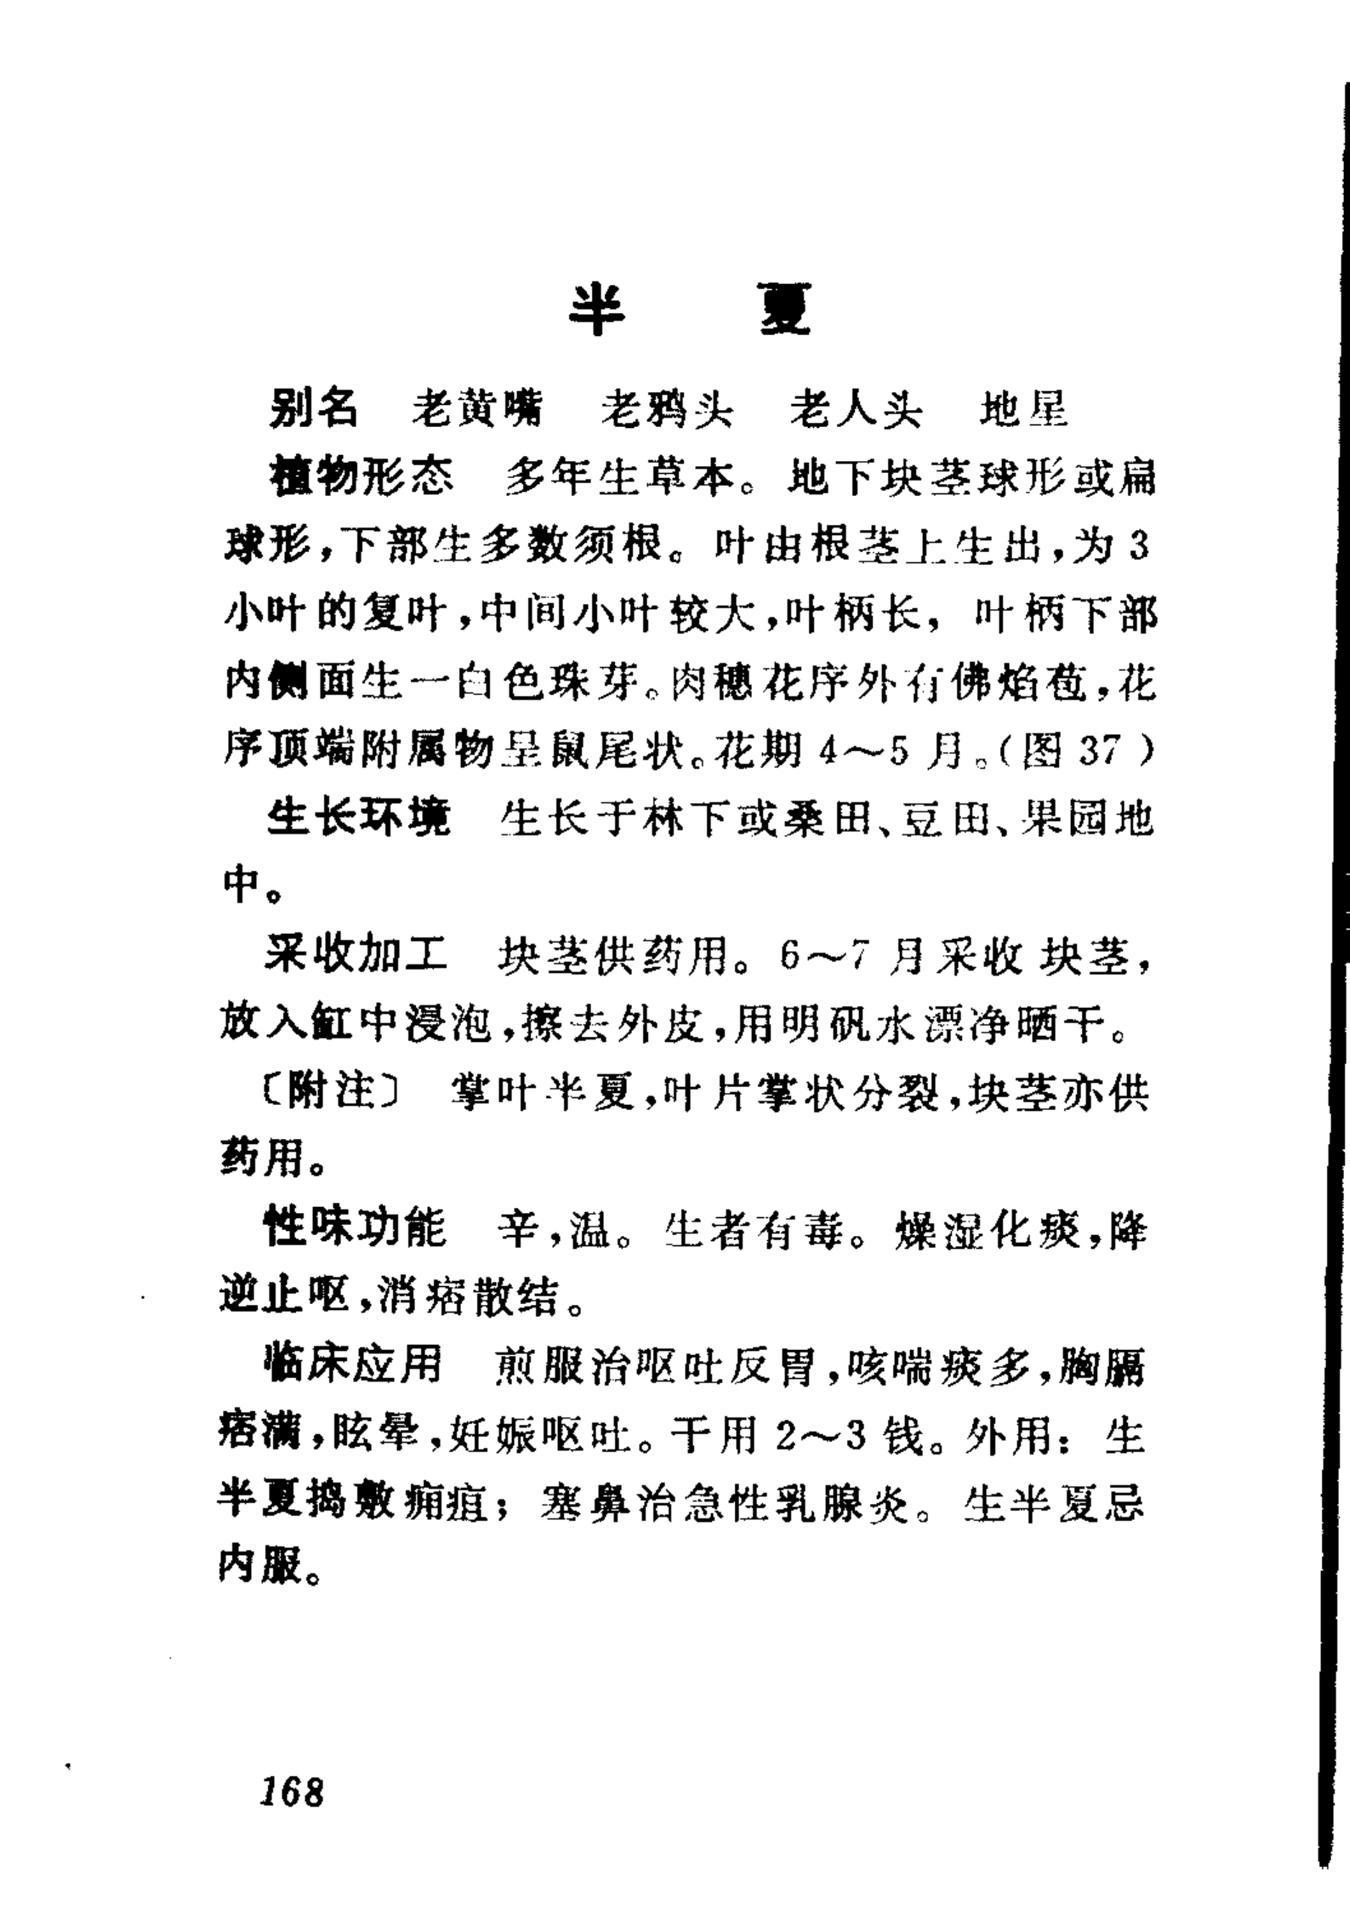 半 夏
别名 老黄嘴 老鸦头 老人头 地星
植物形态 多年生草本。地下块茎球形或扁
球形，下部生多数须根。叶由根茎上生出，为3
小叶的复叶，中间小叶较大，叶柄长，叶柄下部
内侧面生一白色珠芽。肉穗花序外有佛焰苞，花
序顶端附属物呈鼠尾状。花期4～5月。（图37）
生长环境 生长于林下或桑田、豆田、果园地
中。
采收加工 块茎供药用。6～7月采收块茎，
放入缸中浸泡，擦去外皮，用明矾水漂净晒干。
〔附注〕 掌叶半夏，叶片掌状分裂，块茎亦供
药用。
性味功能 辛，温。生者有毒。燥湿化痰，降
逆止呕，消痞散结。
临床应用 煎服治呕吐反胃，咳喘痰多，胸膈
痞满，眩晕，妊娠呕吐。干用2～3钱。外用：生
半夏捣敷痈疽；塞鼻治急性乳腺炎。生半夏忌
内服。
168